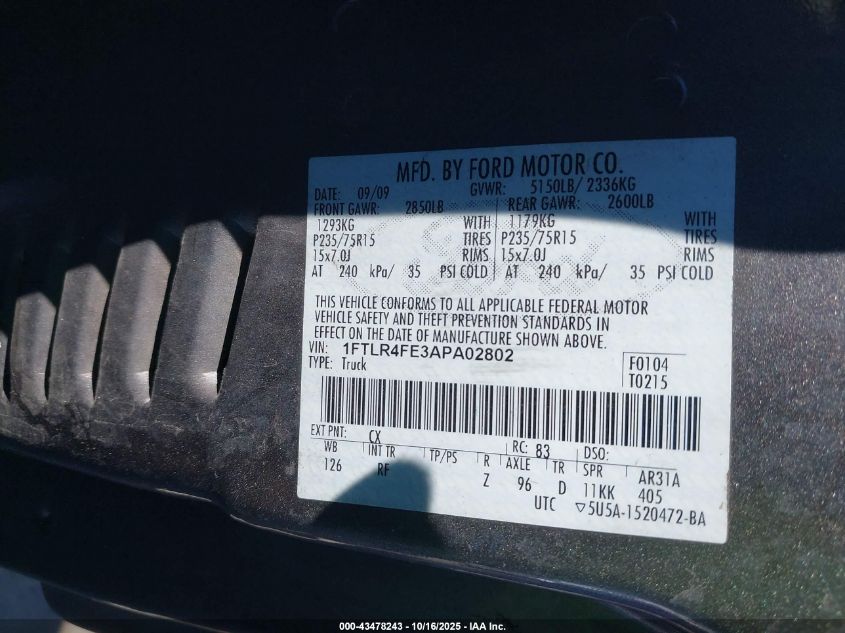 MFD. BY FORD MOTOR CO.
DATE: 09/09 GVWR: 5150LB/ 2336KG
FRONT GAWR: 2850LB REAR GAWR: 2600LB
1293KG WITH 1179KG WITH
P235/75R15 TIRES P235/75R15 TIRES
15x7.0J RIMS 15x7.0J RIMS
AT 240 kPa/ 35 PSI COLD AT 240 kPa/ 35 PSI COLD
THIS VEHICLE CONFORMS TO ALL APPLICABLE FEDERAL MOTOR
VEHICLE SAFETY AND THEFT PREVENTION STANDARDS IN
EFFECT ON THE DATE OF MANUFACTURE SHOWN ABOVE.
VIN: 1FTLR4FE3APA02802
TYPE: Truck
F0104
T0215
EXT PNT: CX RC: 83 DSO:
WB INT TR TP/PS R AXLE TR SPR AR31A
126 RF Z 96 D 11KK 405
UTC ▽5U5A-1520472-BA
000-43478243 - 10/16/2025 - IAA Inc.